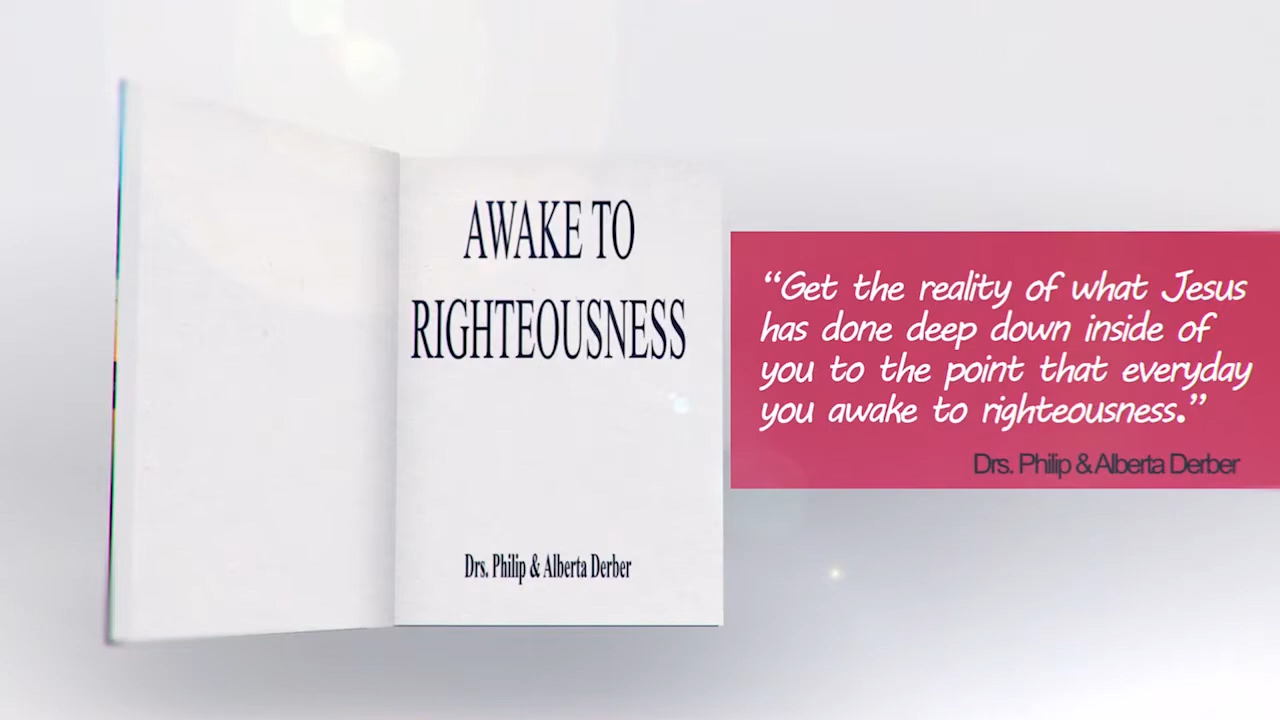 AWAKE TO
RIGHTEOUSNESS
Drs. Philip & Alberta Derber
“Get the reality of what Jesus
has done deep down inside of
you to the point that everyday
you awake to righteousness.”
Drs. Philip & Alberta Derber